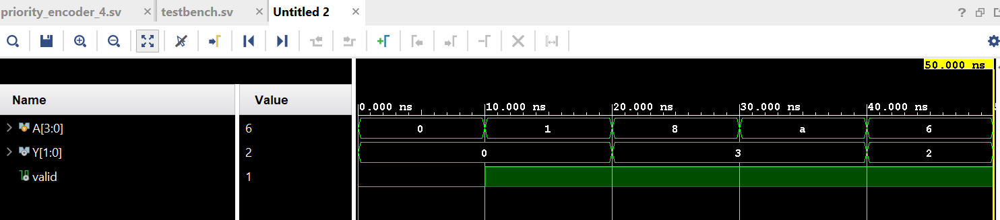 priority_encoder_4.sv × testbench.sv × Untitled 2 ×
50.000 ns
Name Value
0.000 ns 10.000 ns 20.000 ns 30.000 ns 40.000 ns
A[3:0] 6 0 1 8 a 6
Y[1:0] 2 0 3 2
valid 1